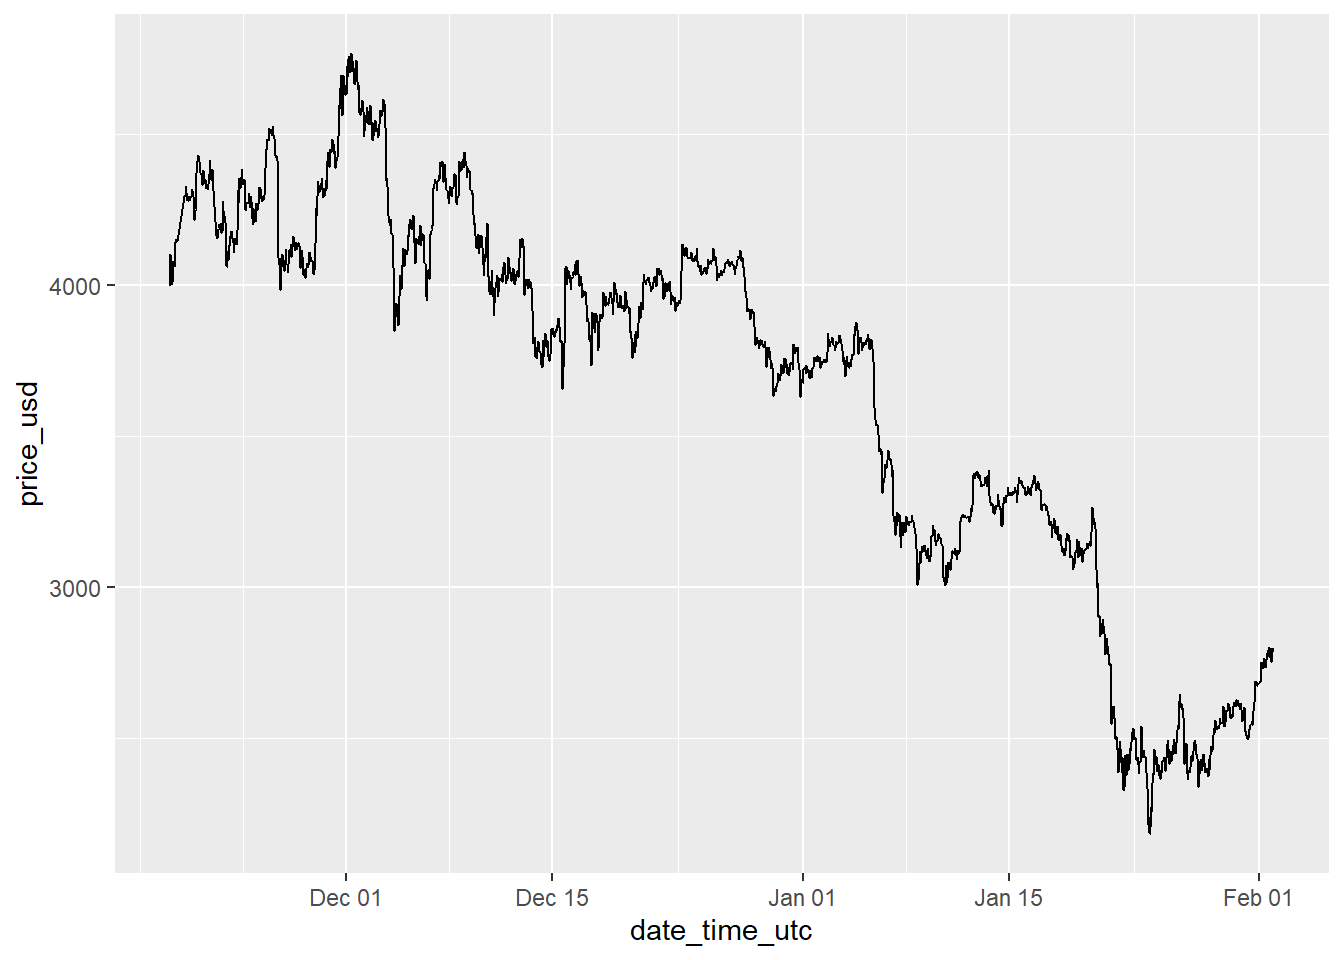 price_usd
4000
3000
Dec 01
Dec 15
Jan 01
Jan 15
Feb 01
date_time_utc